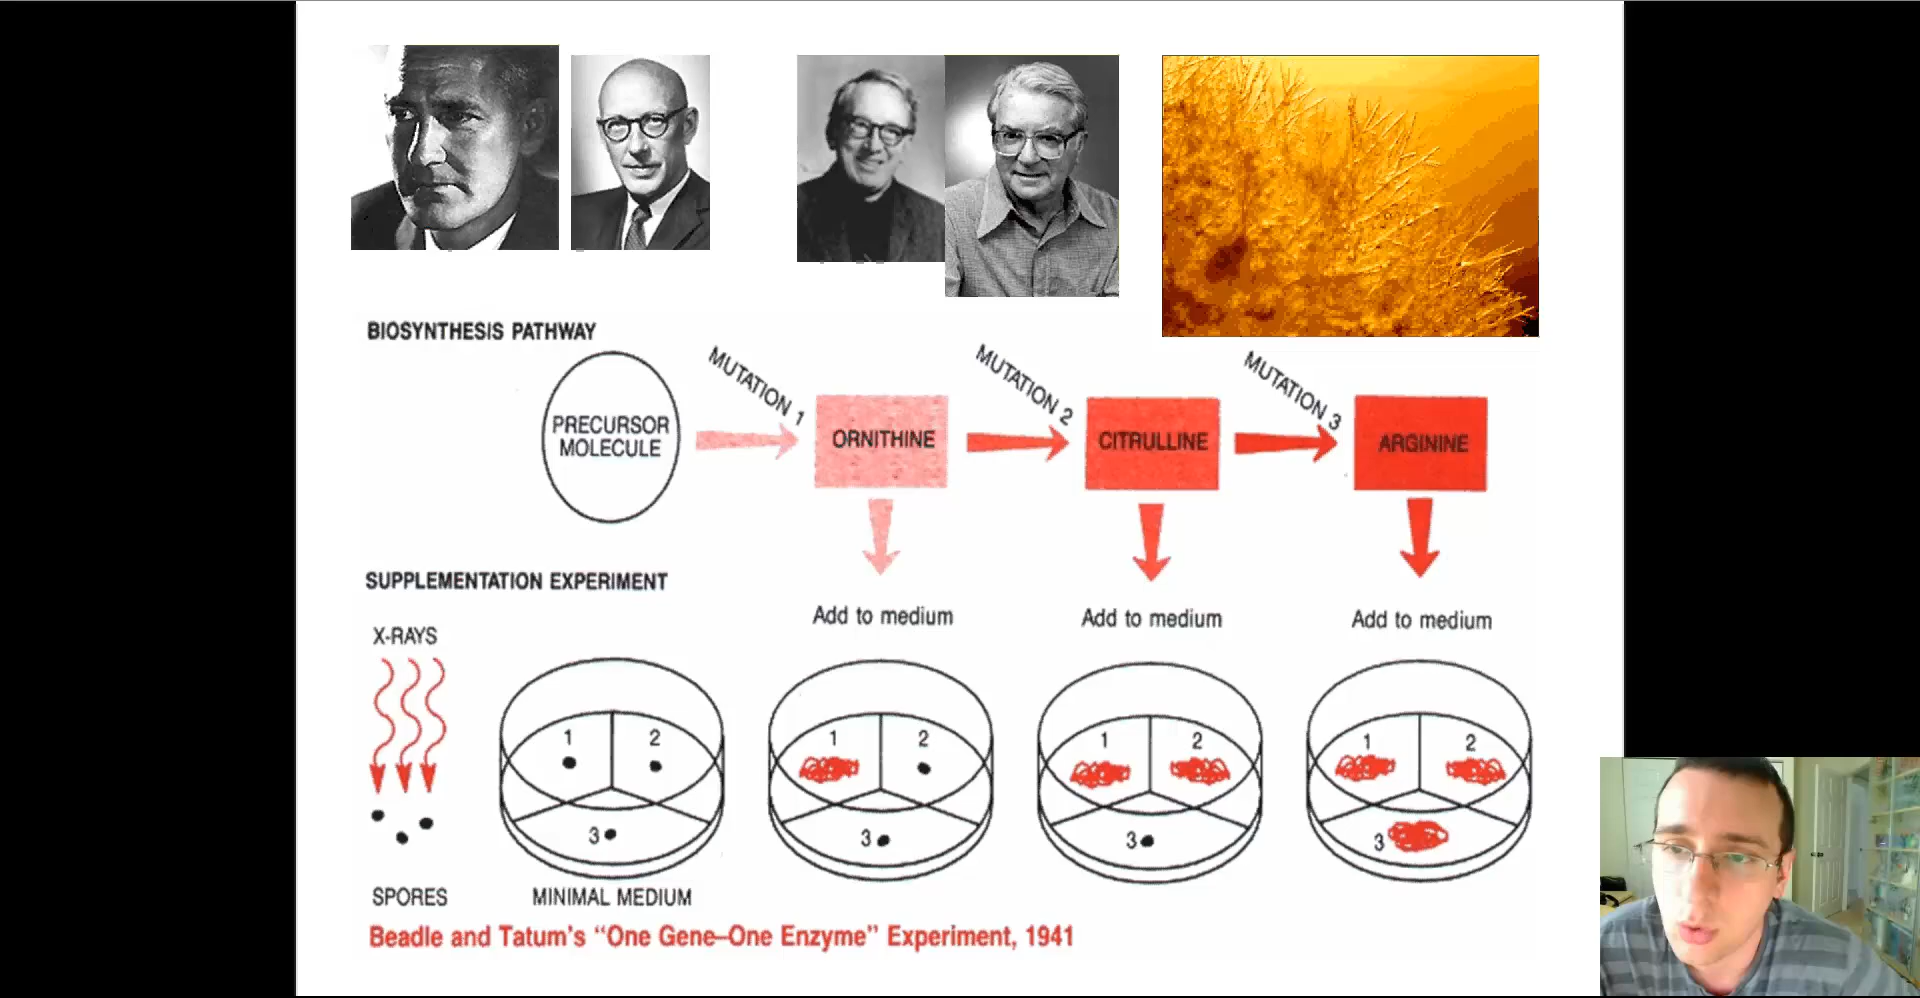 BIOSYNTHESIS PATHWAY
MUTATION 1
MUTATION 2
MUTATION 3
PRECURSOR
MOLECULE
ORNITHINE
CITRULLINE
ARGININE
SUPPLEMENTATION EXPERIMENT
Add to medium
Add to medium
Add to medium
X-RAYS
1 2
3
1 2
3
1 2
3
1 2
3
SPORES
MINIMAL MEDIUM
Beadle and Tatum's "One Gene–One Enzyme" Experiment, 1941